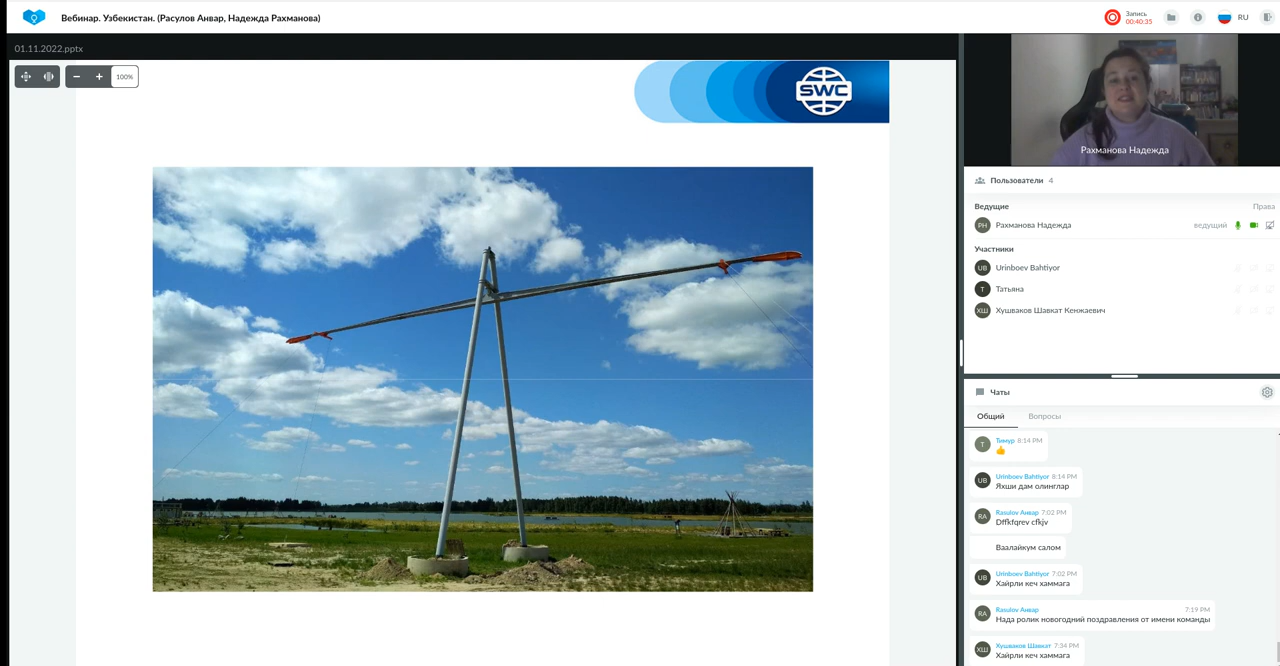 Вебинар. Узбекистан. (Расулов Анвар, Надежда Рахманова)
Запись
00:40:35
RU
01.11.2022.pptx
100%
SWC
Рахманова Надежда
Пользователи 4
Ведущие
Права
РН
Рахманова Надежда
ведущий
Участники
UB
Urinboev Bahtiyor
Т
Татьяна
ХШ
Хушваков Шавкат Кенжаевич
Чаты
Общий
Вопросы
Т
Тимур 8:14 PM
👍
UB
Urinboev Bahtiyor 8:14 PM
Яхши дам олинглар
RA
Rasulov Анвар 7:02 PM
Dffkfqrev cfkjv
Ваалайкум салом
UB
Urinboev Bahtiyor 7:02 PM
Хайрли кеч хаммага
RA
Rasulov Анвар 7:19 PM
Нада ролик новогодний поздравления от имени команды
ХШ
Хушваков Шавкат 7:34 PM
Хайрли кеч хаммага